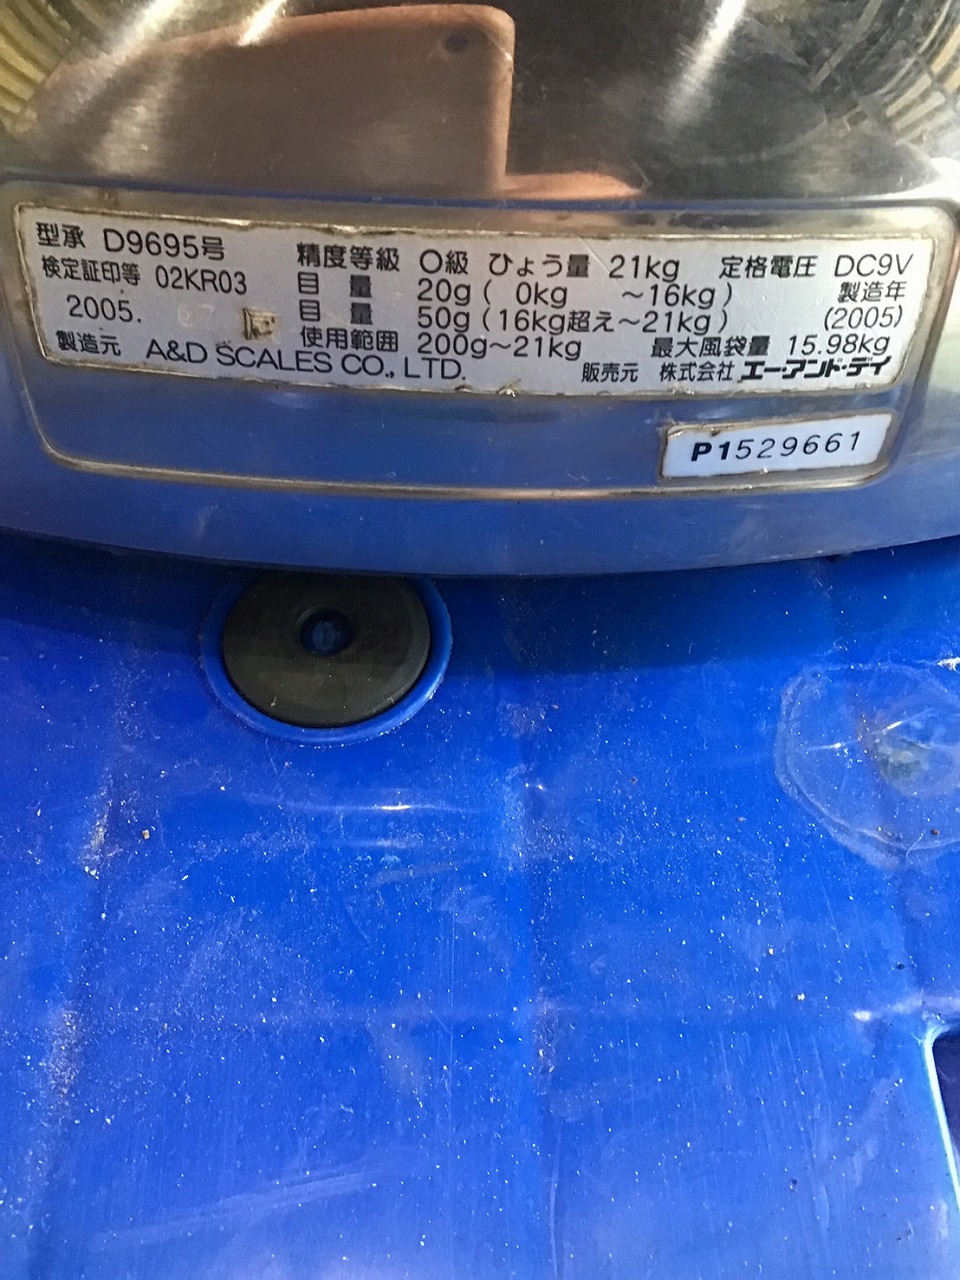 型承 D9695号 精度等級 O級 ひょう量 21kg 定格電圧 DC9V
検定証印等 02KR03 目量 20g ( 0kg ～16kg ) 製造年
2005. 07 目量 50g (16kg超え～21kg ) (2005)
使用範囲 200g～21kg 最大風袋量 15.98kg
製造元 A&D SCALES CO., LTD. 販売元 株式会社 エー・アンド・デイ
P1529661